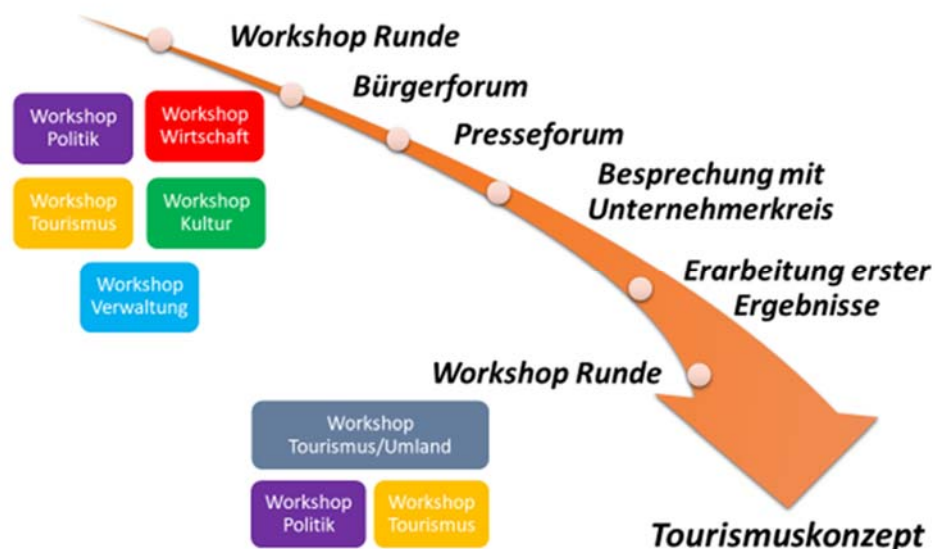 Workshop Runde
Bürgerforum
Presseforum
Besprechung mit
Unternehmerkreis
Erarbeitung erster
Ergebnisse
Workshop Runde
Tourismuskonzept
Workshop
Politik
Workshop
Wirtschaft
Workshop
Tourismus
Workshop
Kultur
Workshop
Verwaltung
Workshop
Tourismus/Umland
Workshop
Politik
Workshop
Tourismus